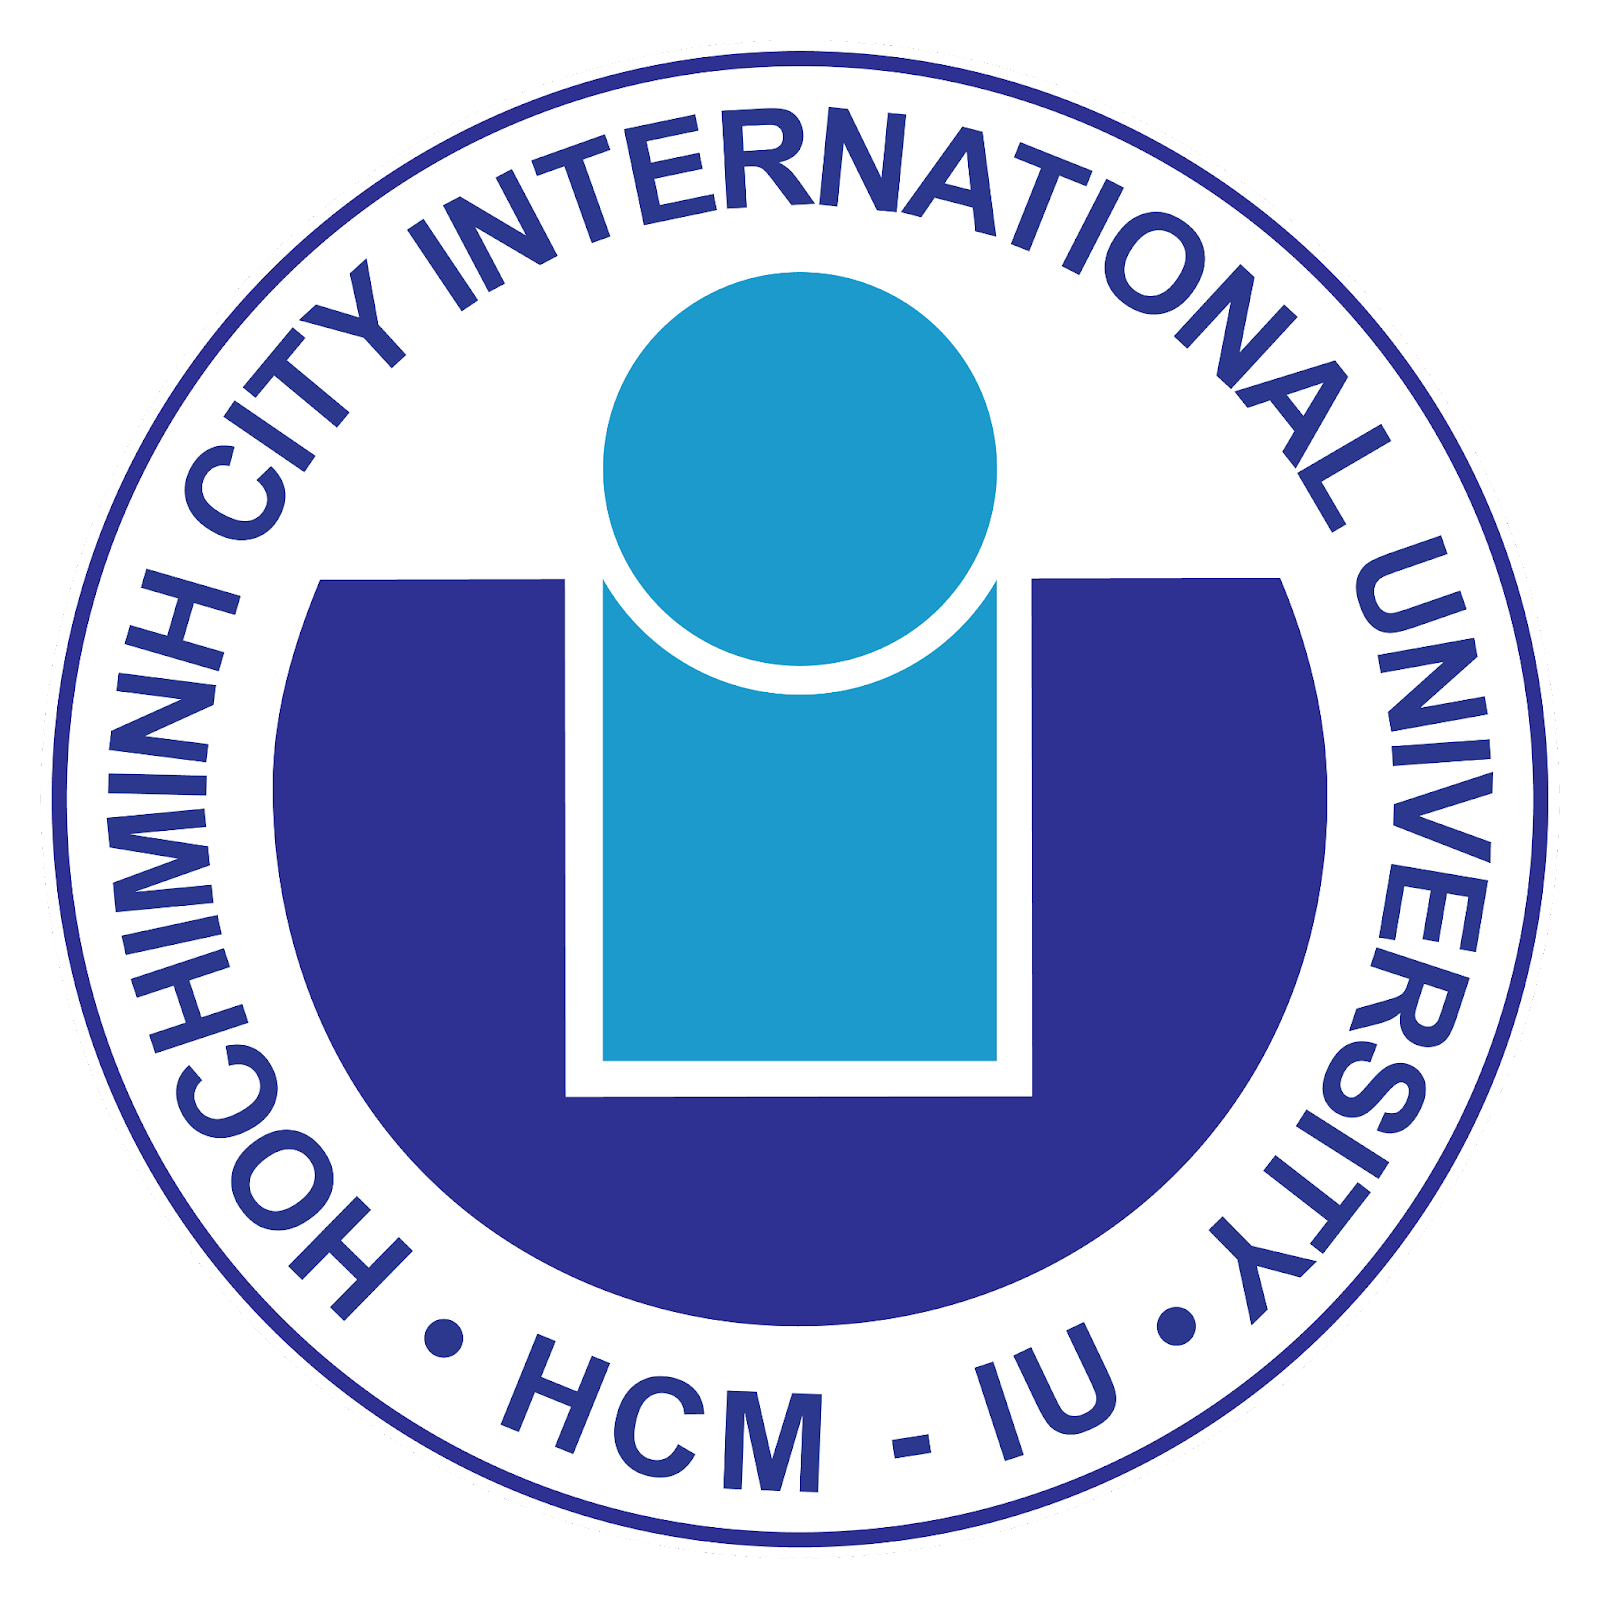 HOCHIMINH CITY INTERNATIONAL UNIVERSITY
• HCM - IU •